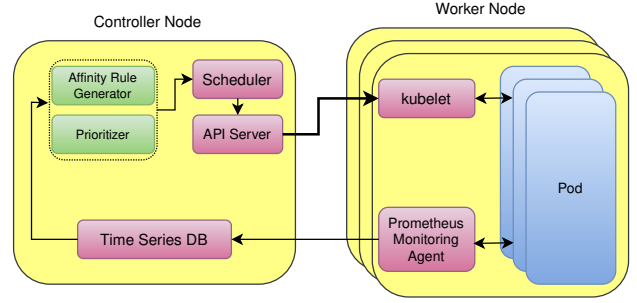 Controller Node
Worker Node
Affinity Rule
Generator
Prioritizer
Scheduler
API Server
kubelet
Pod
Time Series DB
Prometheus
Monitoring
Agent